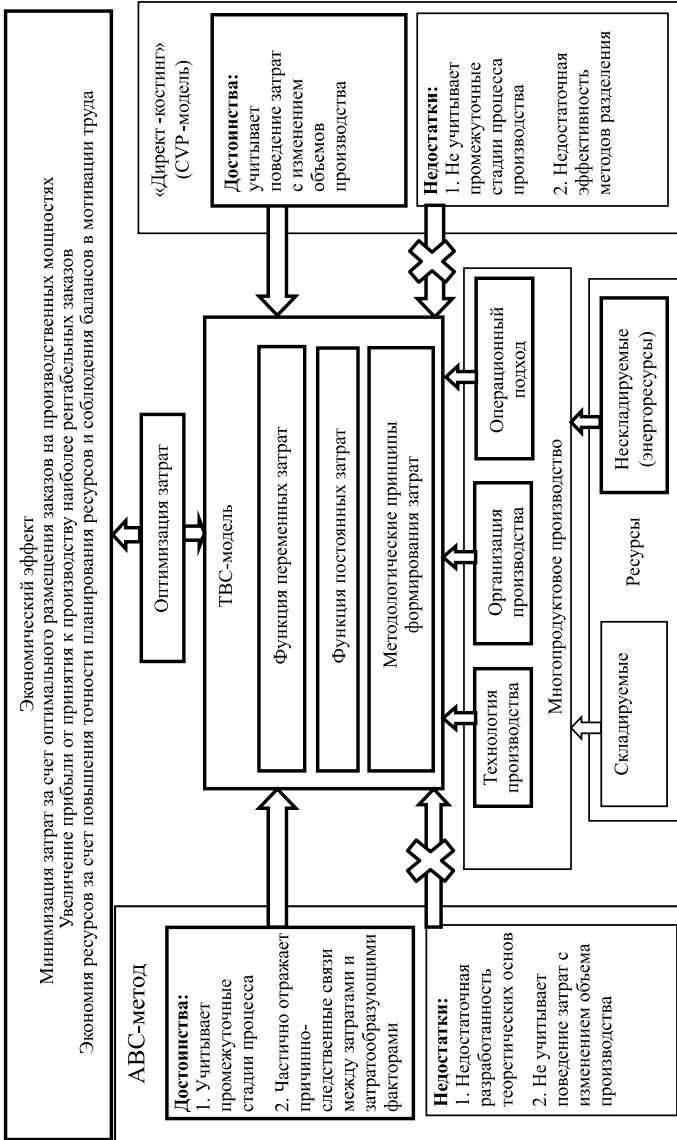 Экономический эффект
Минимизация затрат за счет оптимального размещения заказов на производственных мощностях
Увеличение прибыли от принятия к производству наиболее рентабельных заказов
Экономия ресурсов за счет повышения точности планирования ресурсов и соблюдения балансов в мотивации труда
ABC-метод
Достоинства:
1. Учитывает
промежуточные
стадии процесса
2. Частично отражает
причинно-
следственные связи
между затратами и
затратообразующими
факторами
Недостатки:
1. Недостаточная
разработанность
теоретических основ
2. Не учитывает
поведение затрат с
изменением объема
производства
Оптимизация затрат
ТВС-модель
Функция переменных затрат
Функция постоянных затрат
Методологические принципы
формирования затрат
Технология
производства
Организация
производства
Операционный
подход
Многопродуктовое производство
Складируемые
Нескладируемые
(энергоресурсы)
Ресурсы
«Директ -костинг»
(CVP-модель)
Достоинства:
учитывает
поведение затрат
с изменением
объемов
производства
Недостатки:
1. Не учитывает
промежуточные
стадии процесса
производства
2. Недостаточная
эффективность
методов разделения